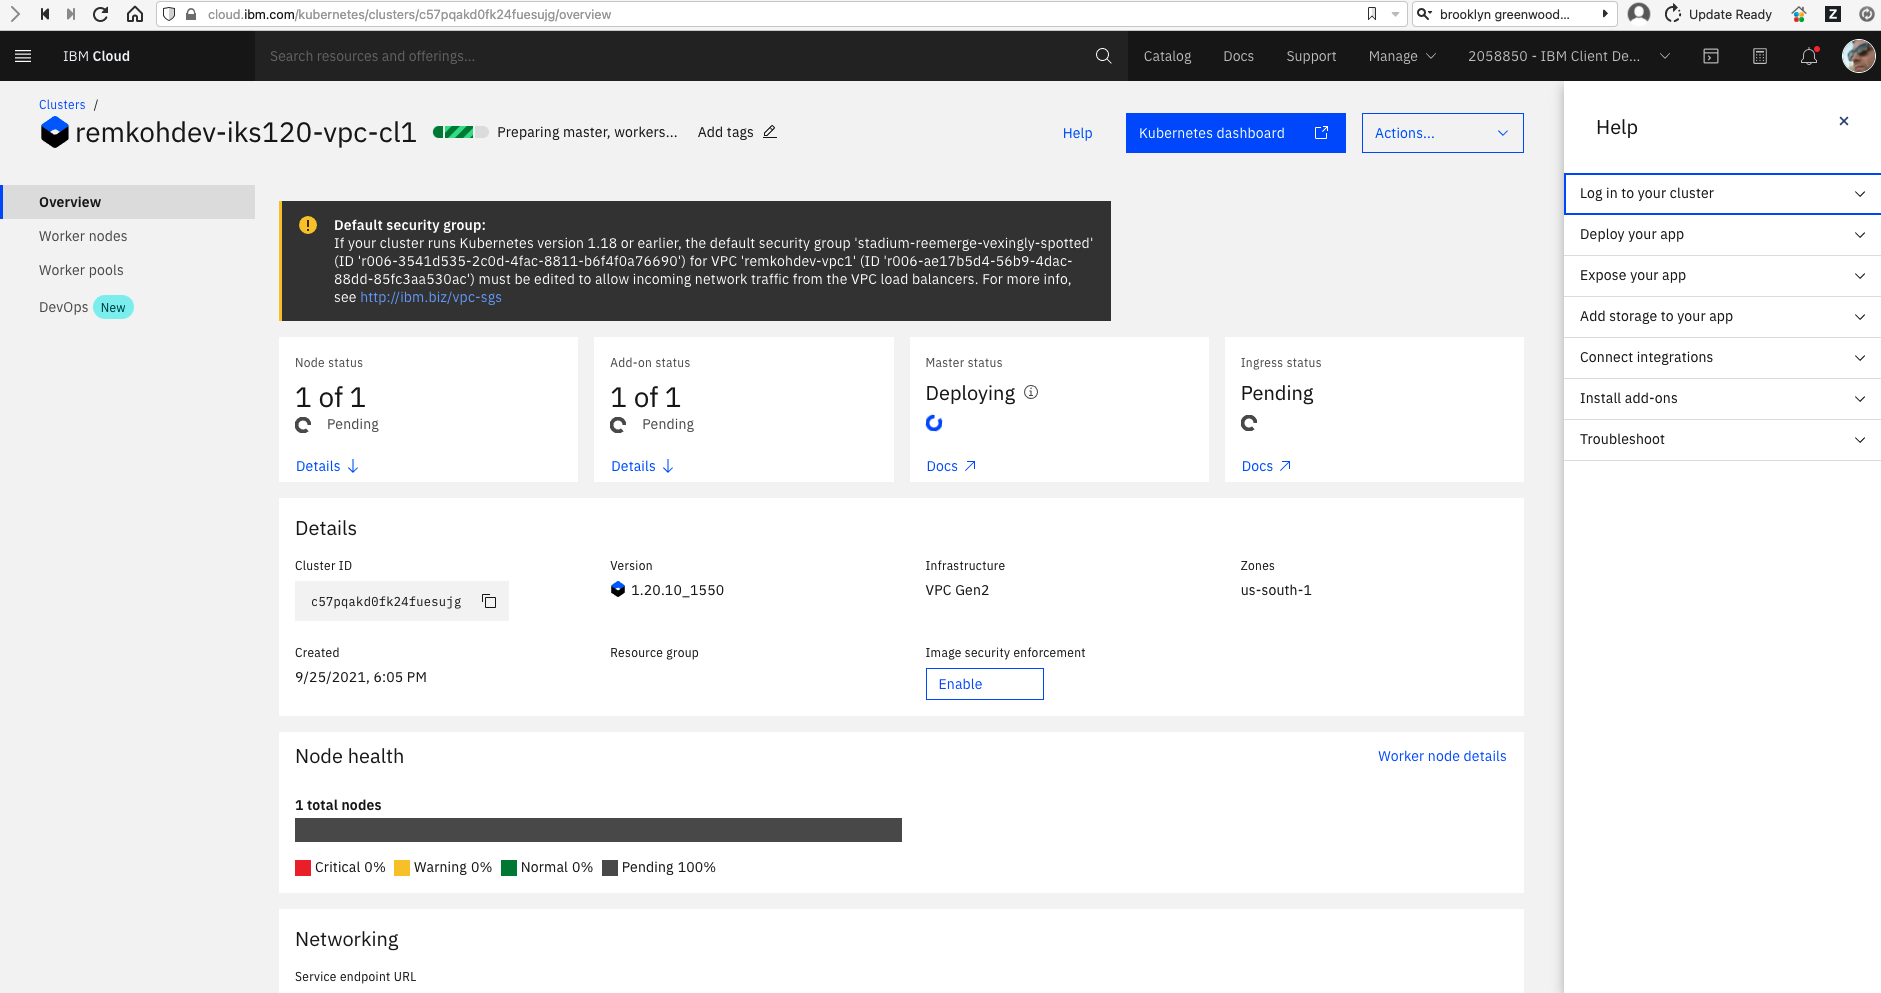 cloud.ibm.com/kubernetes/clusters/c57pqakd0fk24fuesujg/overview
brooklyn greenwood...
Update Ready
Z
IBM Cloud
Search resources and offerings...
Catalog
Docs
Support
Manage
2058850 - IBM Client De...
Clusters /
remkohdev-iks120-vpc-cl1
Preparing master, workers...
Add tags
Help
Kubernetes dashboard
Actions...
Overview
Worker nodes
Worker pools
DevOps New
Default security group:
If your cluster runs Kubernetes version 1.18 or earlier, the default security group 'stadium-reemerge-vexingly-spotted'
(ID 'r006-3541d535-2c0d-4fac-8811-b6f4f0a76690') for VPC 'remkohdev-vpc1' (ID 'r006-ae17b5d4-56b9-4dac-
88dd-85fc3aa530ac') must be edited to allow incoming network traffic from the VPC load balancers. For more info,
see http://ibm.biz/vpc-sgs
Node status
1 of 1
Pending
Details
Add-on status
1 of 1
Pending
Details
Master status
Deploying
Docs
Ingress status
Pending
Docs
Details
Cluster ID
c57pqakd0fk24fuesujg
Version
1.20.10_1550
Infrastructure
VPC Gen2
Zones
us-south-1
Created
9/25/2021, 6:05 PM
Resource group
Image security enforcement
Enable
Node health
Worker node details
1 total nodes
Critical 0%
Warning 0%
Normal 0%
Pending 100%
Networking
Service endpoint URL
Help
Log in to your cluster
Deploy your app
Expose your app
Add storage to your app
Connect integrations
Install add-ons
Troubleshoot